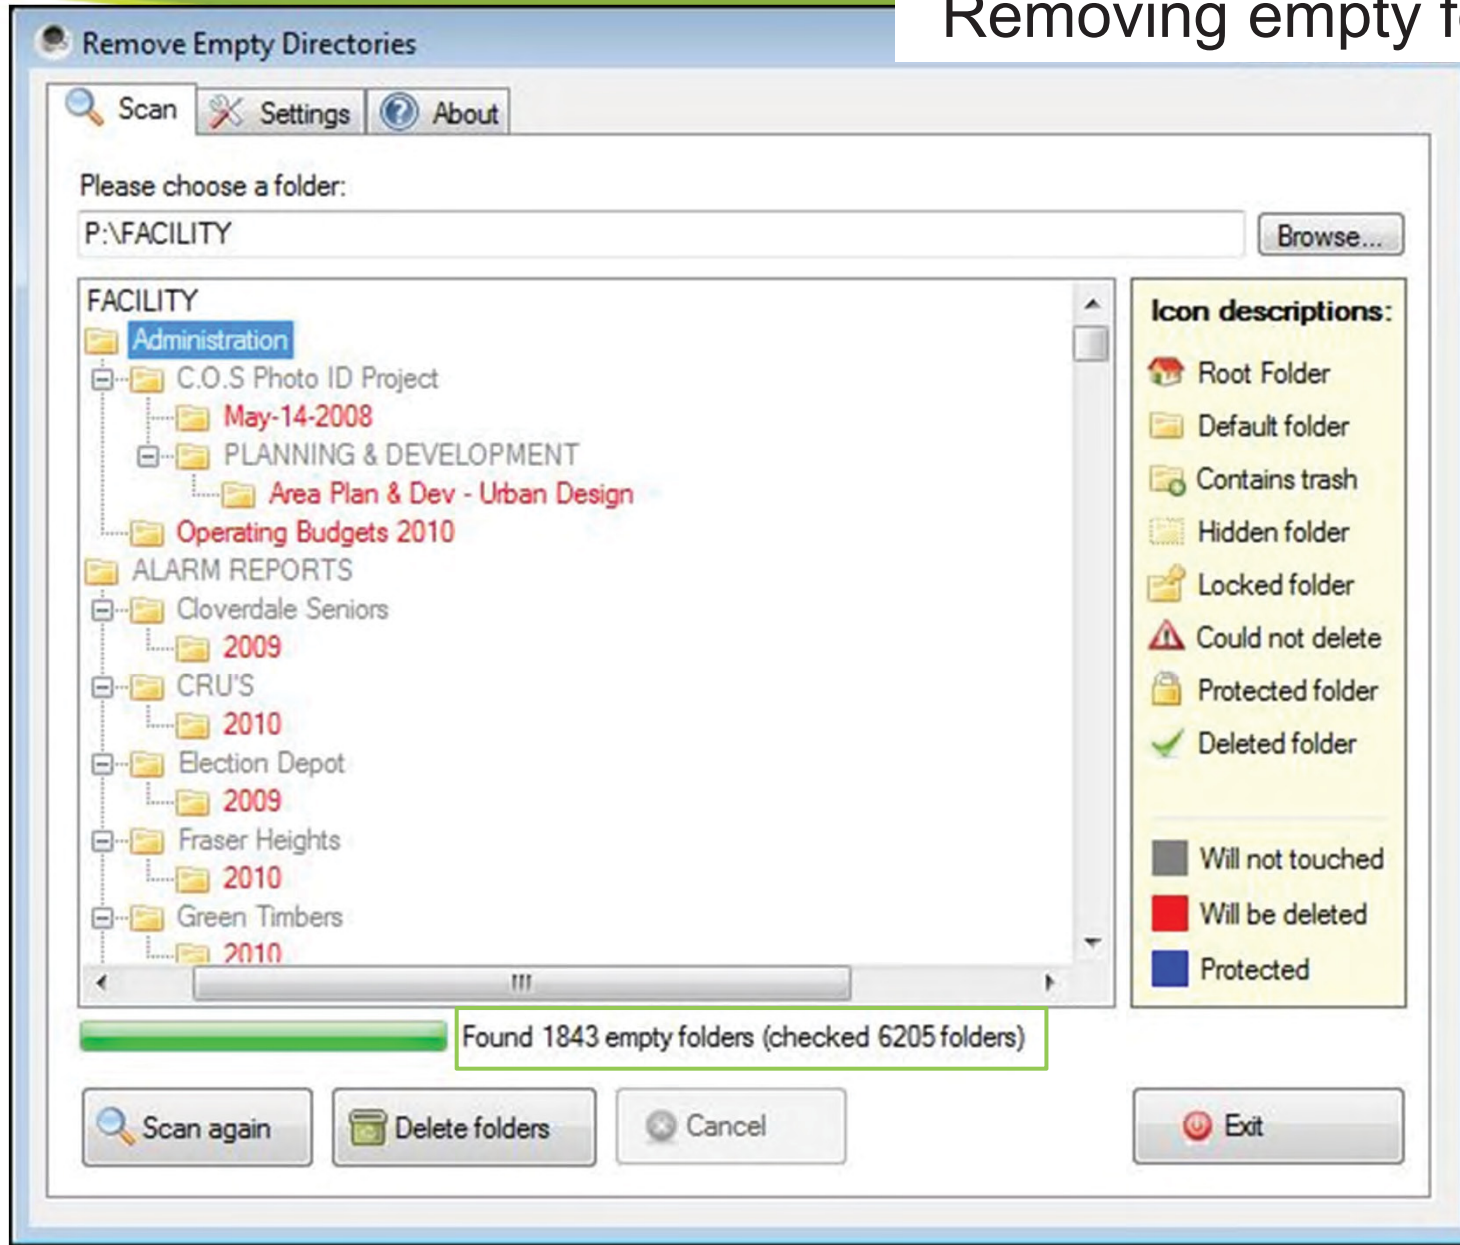 Removing empty
Remove Empty Directories
Scan Settings About
Please choose a folder:
P:\FACILITY
Browse...
FACILITY
Administration
C.O.S Photo ID Project
May-14-2008
PLANNING & DEVELOPMENT
Area Plan & Dev - Urban Design
Operating Budgets 2010
ALARM REPORTS
Cloverdale Seniors
2009
CRU'S
2010
Election Depot
2009
Fraser Heights
2010
Green Timbers
2010
Icon descriptions:
Root Folder
Default folder
Contains trash
Hidden folder
Locked folder
Could not delete
Protected folder
Deleted folder
Will not touched
Will be deleted
Protected
Found 1843 empty folders (checked 6205 folders)
Scan again
Delete folders
Cancel
Exit